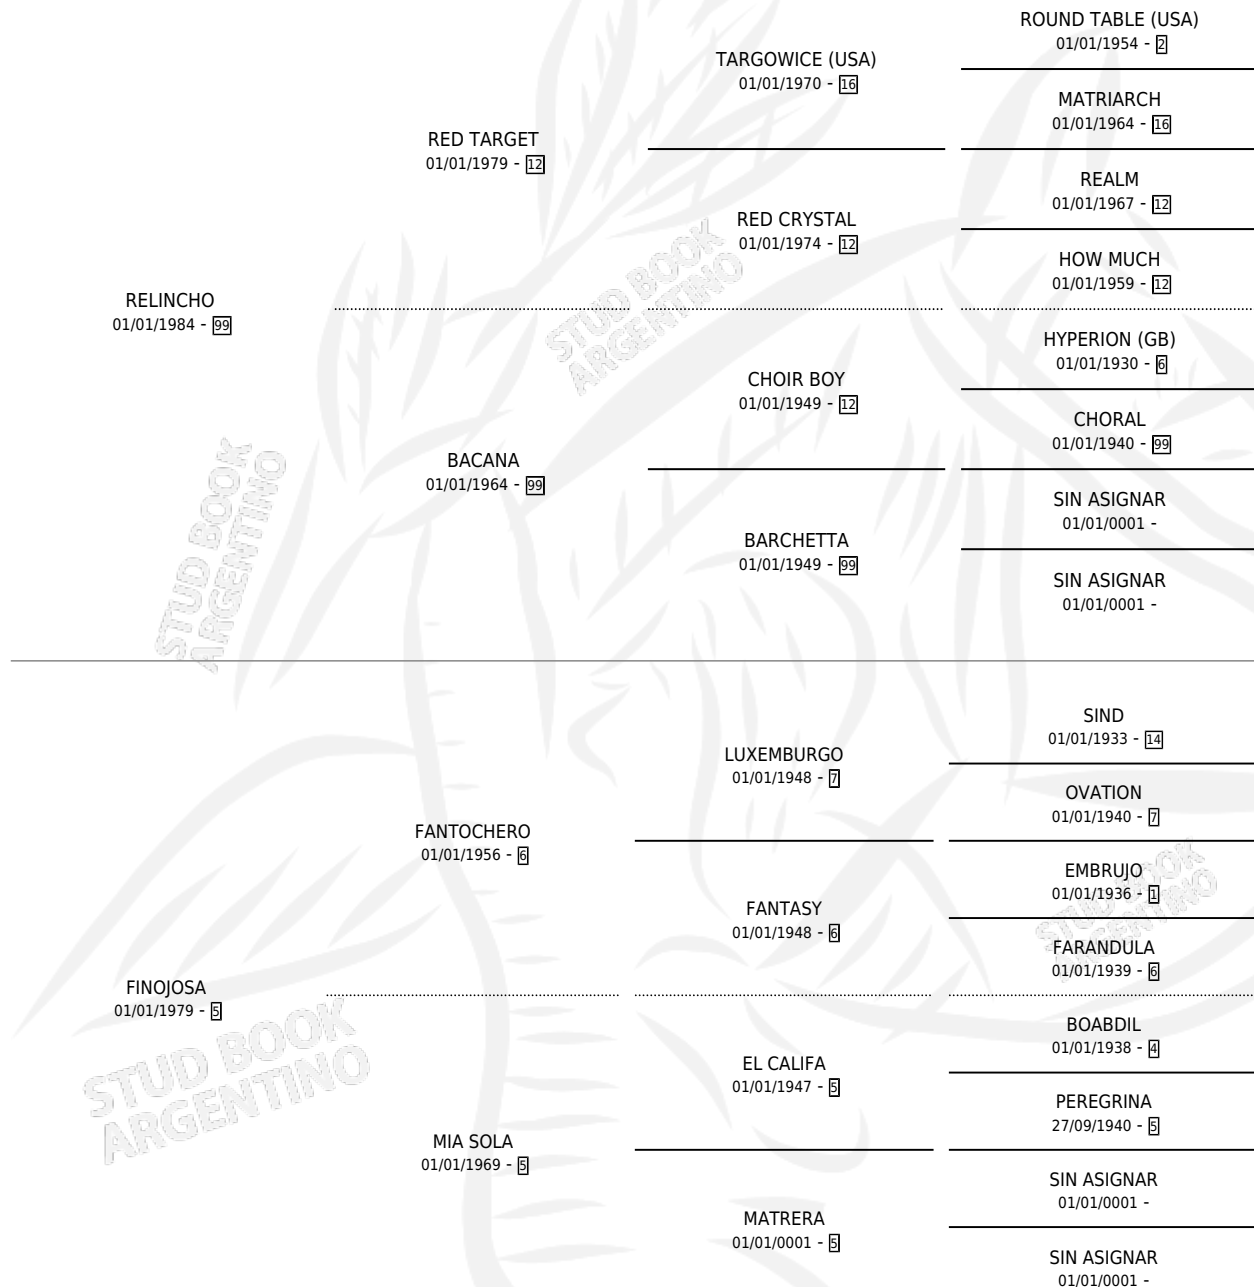 ROUND TABLE (USA)
01/01/1954 - 2
TARGOWICE (USA)
01/01/1970 - 16
MATRIARCH
01/01/1964 - 16
RED TARGET
01/01/1979 - 12
REALM
01/01/1967 - 12
RED CRYSTAL
01/01/1974 - 12
HOW MUCH
01/01/1959 - 12
RELINCHO
01/01/1984 - 99
HYPERION (GB)
01/01/1930 - 6
CHOIR BOY
01/01/1949 - 12
CHORAL
01/01/1940 - 99
BACANA
01/01/1964 - 99
SIN ASIGNAR
01/01/0001 -
BARCHETTA
01/01/1949 - 99
SIN ASIGNAR
01/01/0001 -
SIND
01/01/1933 - 14
LUXEMBURGO
01/01/1948 - 7
OVATION
01/01/1940 - 7
FANTOCHERO
01/01/1956 - 6
EMBRUJO
01/01/1936 - 1
FANTASY
01/01/1948 - 6
FARANDULA
01/01/1939 - 6
FINOJOSA
01/01/1979 - 5
BOABDIL
01/01/1938 - 4
EL CALIFA
01/01/1947 - 5
PEREGRINA
27/09/1940 - 5
MIA SOLA
01/01/1969 - 5
SIN ASIGNAR
01/01/0001 -
MATRERA
01/01/0001 - 5
SIN ASIGNAR
01/01/0001 -
STUD BOOK
ARGENTINO
STUD BOOK
ARGENTINO
STUD BOOK
ARGENTINO
STUD BOOK
ARGENTINO